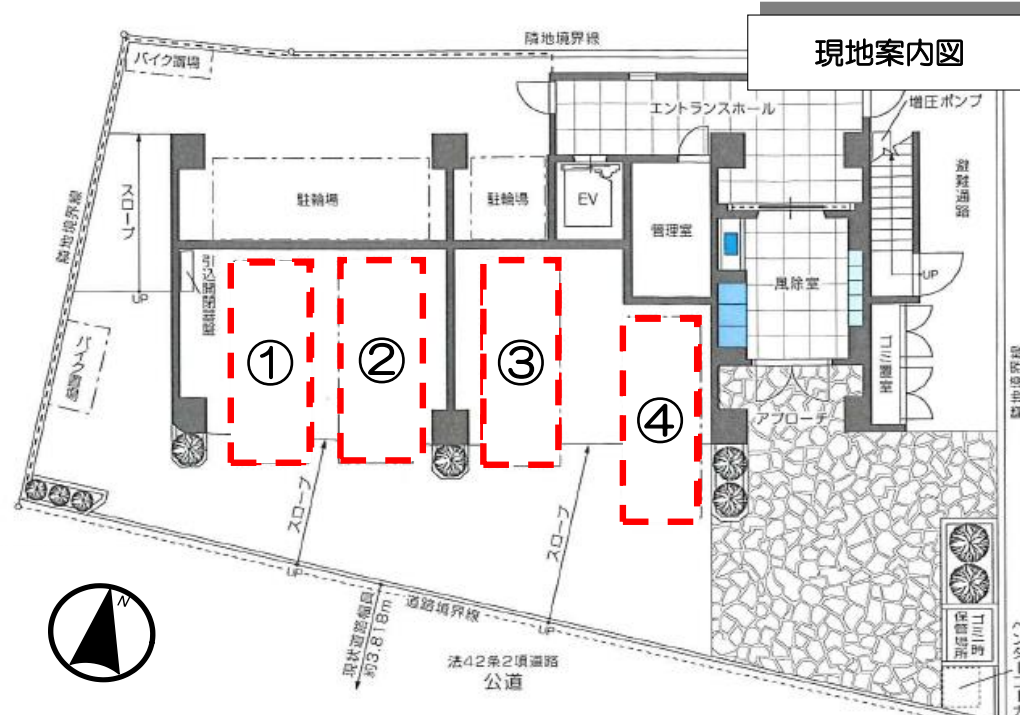 現地案内図
隣地境界線
バイク置場
エントランスホール
増圧ポンプ
避難通路
スロープ
隣地境界線
駐輪場
駐輪場
EV
管理室
風除室
UP
UP
引込開閉器盤
バイク置場
①
②
③
④
ゴミ置室
隣地境界線
アプローチ
スロープ
スロープ
UP
UP
道路境界線
現状道路幅員
約3.818m
法42条2項道路
公道
ゴミ一時
保管場所
N